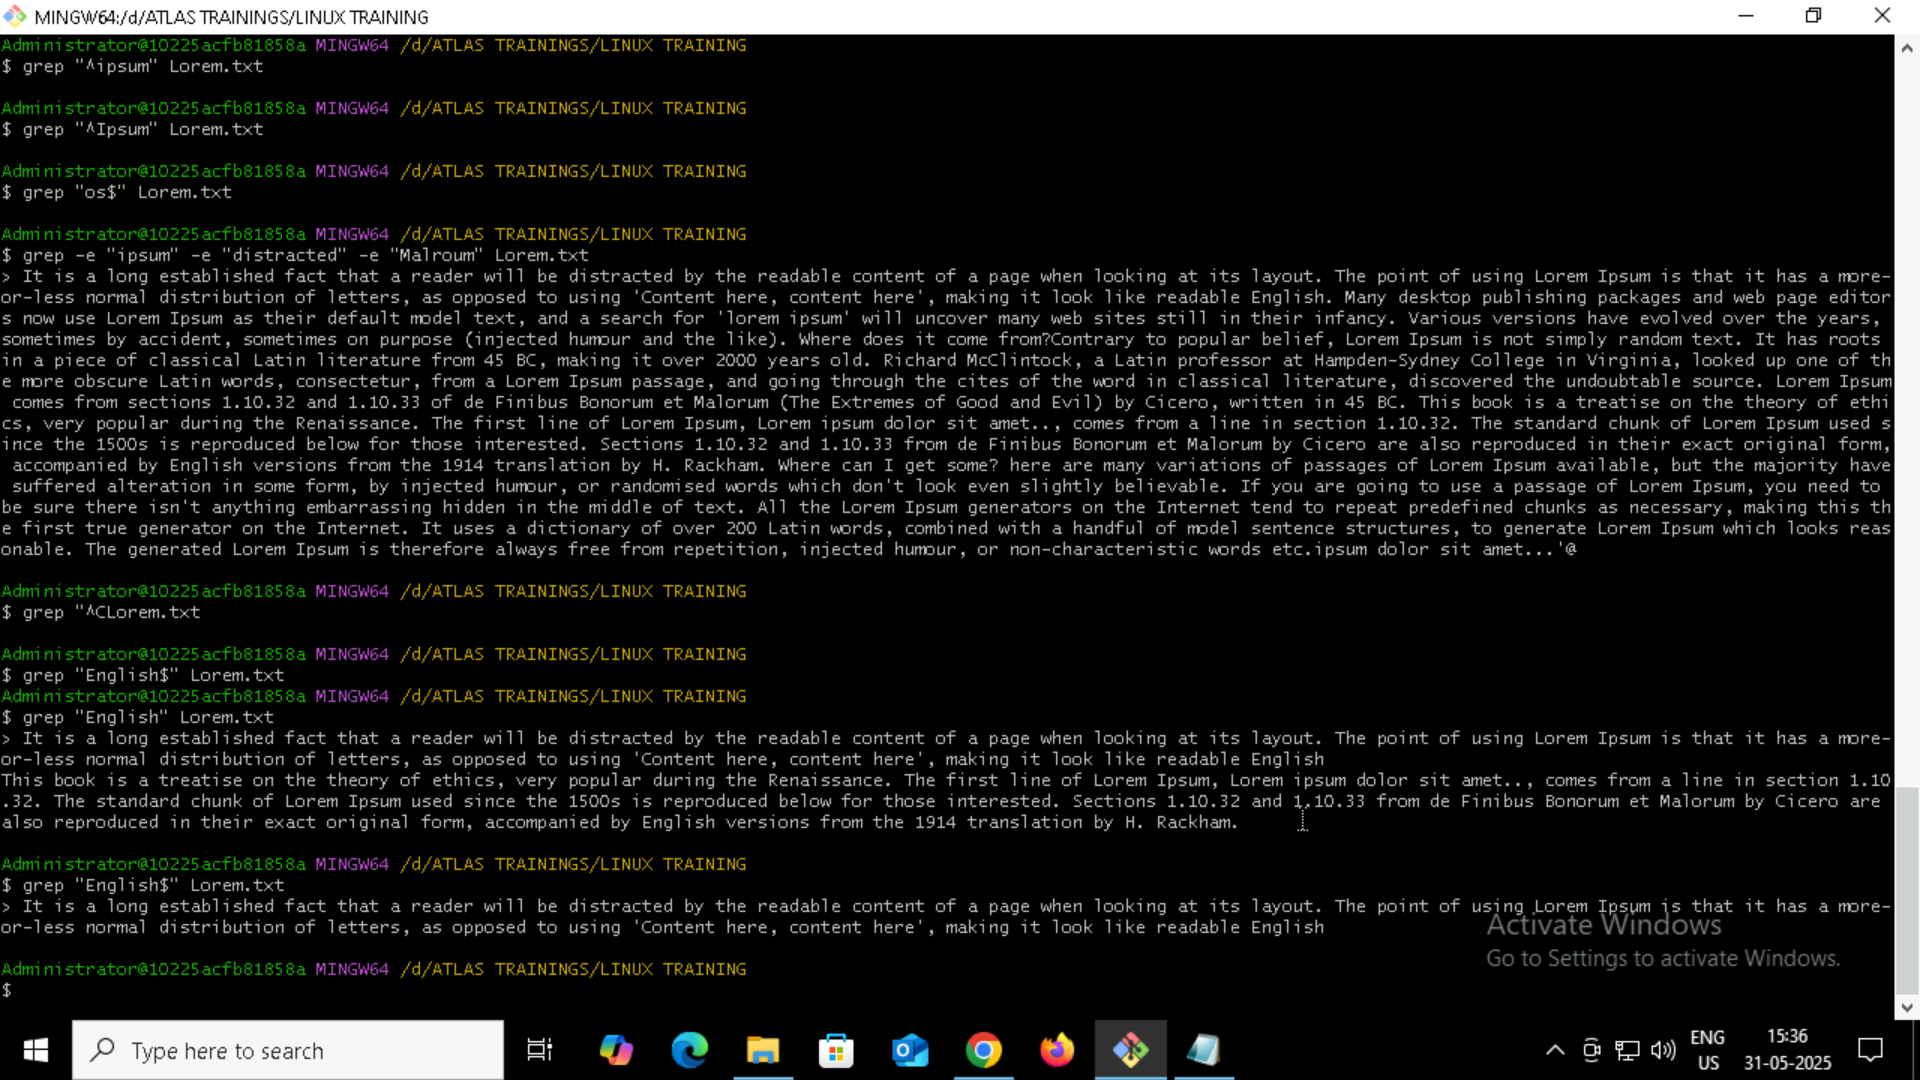 MINGW64:/d/ATLAS TRAININGS/LINUX TRAINING
Administrator@10225acfb81858a MINGW64 /d/ATLAS TRAININGS/LINUX TRAINING
$ grep "^ipsum" Lorem.txt
Administrator@10225acfb81858a MINGW64 /d/ATLAS TRAININGS/LINUX TRAINING
$ grep "^Ipsum" Lorem.txt
Administrator@10225acfb81858a MINGW64 /d/ATLAS TRAININGS/LINUX TRAINING
$ grep "os$" Lorem.txt
Administrator@10225acfb81858a MINGW64 /d/ATLAS TRAININGS/LINUX TRAINING
$ grep -e "ipsum" -e "distracted" -e "Malroum" Lorem.txt
> It is a long established fact that a reader will be distracted by the readable content of a page when looking at its layout. The point of using Lorem Ipsum is that it has a more-
or-less normal distribution of letters, as opposed to using 'Content here, content here', making it look like readable English. Many desktop publishing packages and web page editor
s now use Lorem Ipsum as their default model text, and a search for 'lorem ipsum' will uncover many web sites still in their infancy. Various versions have evolved over the years,
sometimes by accident, sometimes on purpose (injected humour and the like). Where does it come from?Contrary to popular belief, Lorem Ipsum is not simply random text. It has roots
in a piece of classical Latin literature from 45 BC, making it over 2000 years old. Richard McClintock, a Latin professor at Hampden-Sydney College in Virginia, looked up one of th
e more obscure Latin words, consectetur, from a Lorem Ipsum passage, and going through the cites of the word in classical literature, discovered the undoubtable source. Lorem Ipsum
comes from sections 1.10.32 and 1.10.33 of de Finibus Bonorum et Malorum (The Extremes of Good and Evil) by Cicero, written in 45 BC. This book is a treatise on the theory of ethi
cs, very popular during the Renaissance. The first line of Lorem Ipsum, Lorem ipsum dolor sit amet.., comes from a line in section 1.10.32. The standard chunk of Lorem Ipsum used s
ince the 1500s is reproduced below for those interested. Sections 1.10.32 and 1.10.33 from de Finibus Bonorum et Malorum by Cicero are also reproduced in their exact original form,
accompanied by English versions from the 1914 translation by H. Rackham. Where can I get some? here are many variations of passages of Lorem Ipsum available, but the majority have
suffered alteration in some form, by injected humour, or randomised words which don't look even slightly believable. If you are going to use a passage of Lorem Ipsum, you need to
be sure there isn't anything embarrassing hidden in the middle of text. All the Lorem Ipsum generators on the Internet tend to repeat predefined chunks as necessary, making this th
e first true generator on the Internet. It uses a dictionary of over 200 Latin words, combined with a handful of model sentence structures, to generate Lorem Ipsum which looks reas
onable. The generated Lorem Ipsum is therefore always free from repetition, injected humour, or non-characteristic words etc.ipsum dolor sit amet...'@
Administrator@10225acfb81858a MINGW64 /d/ATLAS TRAININGS/LINUX TRAINING
$ grep "^CLorem.txt
Administrator@10225acfb81858a MINGW64 /d/ATLAS TRAININGS/LINUX TRAINING
$ grep "English$" Lorem.txt
Administrator@10225acfb81858a MINGW64 /d/ATLAS TRAININGS/LINUX TRAINING
$ grep "English" Lorem.txt
> It is a long established fact that a reader will be distracted by the readable content of a page when looking at its layout. The point of using Lorem Ipsum is that it has a more-
or-less normal distribution of letters, as opposed to using 'Content here, content here', making it look like readable English
This book is a treatise on the theory of ethics, very popular during the Renaissance. The first line of Lorem Ipsum, Lorem ipsum dolor sit amet.., comes from a line in section 1.10
.32. The standard chunk of Lorem Ipsum used since the 1500s is reproduced below for those interested. Sections 1.10.32 and 1.10.33 from de Finibus Bonorum et Malorum by Cicero are
also reproduced in their exact original form, accompanied by English versions from the 1914 translation by H. Rackham.
Administrator@10225acfb81858a MINGW64 /d/ATLAS TRAININGS/LINUX TRAINING
$ grep "English$" Lorem.txt
> It is a long established fact that a reader will be distracted by the readable content of a page when looking at its layout. The point of using Lorem Ipsum is that it has a more-
or-less normal distribution of letters, as opposed to using 'Content here, content here', making it look like readable English
Activate Windows
Go to Settings to activate Windows.
Administrator@10225acfb81858a MINGW64 /d/ATLAS TRAININGS/LINUX TRAINING
$
Type here to search
ENG
US
15:36
31-05-2025